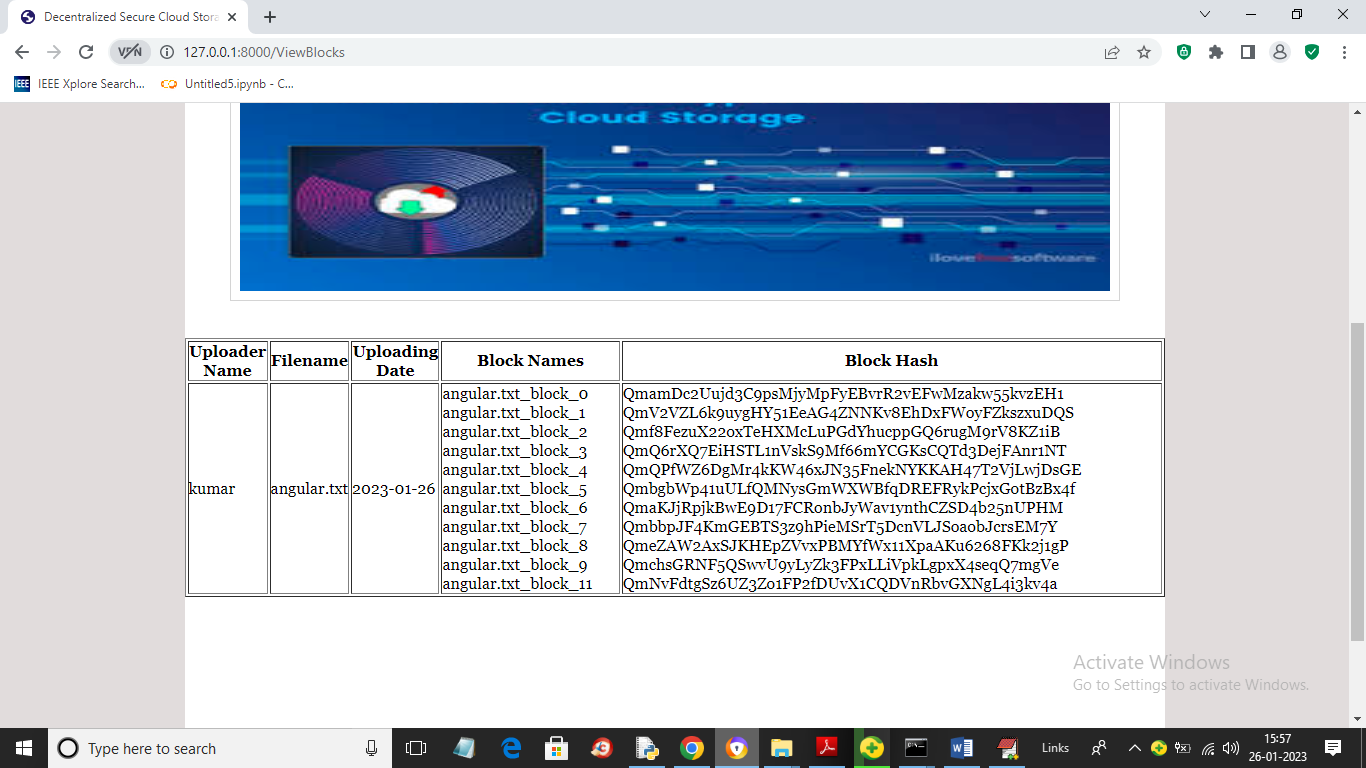 Decentralized Secure Cloud Stora
VPN
127.0.0.1:8000/ViewBlocks
IEEE
IEEE Xplore Search...
Untitled5.ipynb - C...
Cloud Storage
ilovefreesoftware
Uploader Name
Filename
Uploading Date
Block Names
Block Hash
kumar
angular.txt
2023-01-26
angular.txt_block_0 QmamDc2Uujd3C9psMjyMpFyEBvrR2vEFwMzakw55kvzEH1
angular.txt_block_1 QmV2VZL6k9uygHY51EeAG4ZNNKv8EhDxFWoyFZkszxuDQS
angular.txt_block_2 Qmf8FezuX22oxTeHXMcLuPGdYhucppGQ6rugM9rV8KZ1iB
angular.txt_block_3 QmQ6rXQ7EiHSTL1nVskS9Mf66mYCGKsCQTd3DejFAnr1NT
angular.txt_block_4 QmQPfWZ6DgMr4kKW46xJN35FnekNYKKAH47T2VjLwjDsGE
angular.txt_block_5 QmbgbWp41uULfQMNysGmWXWBfqDREFRykPcjxGotBzBx4f
angular.txt_block_6 QmaKJjRpjkBwE9D17FCRonbJyWav1ynthCZSD4b25nUPHM
angular.txt_block_7 QmbbpJF4KmGEBTS3z9hPieMSrT5DcnVLJSoaobJcrsEM7Y
angular.txt_block_8 QmeZAW2AxSJKHEpZVvxPBMYfWx11XpaAKu6268FKk2j1gP
angular.txt_block_9 QmchsGRNF5QSwvU9yLyZk3FPxLLiVpkLgpxX4seqQ7mgVe
angular.txt_block_11 QmNvFdtgSz6UZ3Zo1FP2fDUvX1CQDVnRbvGXNgL4i3kv4a
Activate Windows
Go to Settings to activate Windows.
Type here to search
Links
15:57
26-01-2023